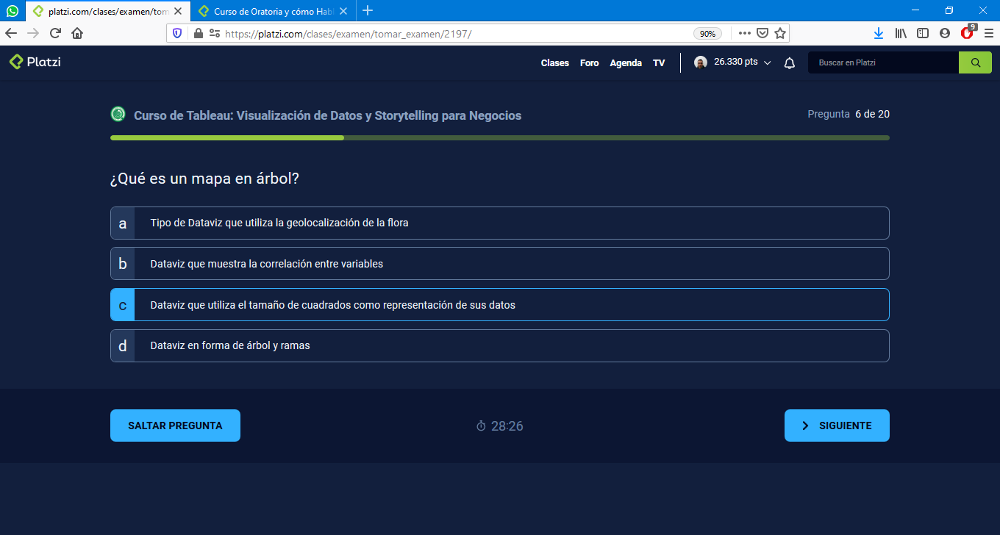 platzi.com/clases/examen/tom
Curso de Oratoria y cómo Habl
https://platzi.com/clases/examen/tomar_examen/2197/
90%
9
Platzi
Clases Foro Agenda TV
26.330 pts
Buscar en Platzi
Curso de Tableau: Visualización de Datos y Storytelling para Negocios
Pregunta 6 de 20
¿Qué es un mapa en árbol?
a Tipo de Dataviz que utiliza la geolocalización de la flora
b Dataviz que muestra la correlación entre variables
c Dataviz que utiliza el tamaño de cuadrados como representación de sus datos
d Dataviz en forma de árbol y ramas
SALTAR PREGUNTA
28:26
SIGUIENTE